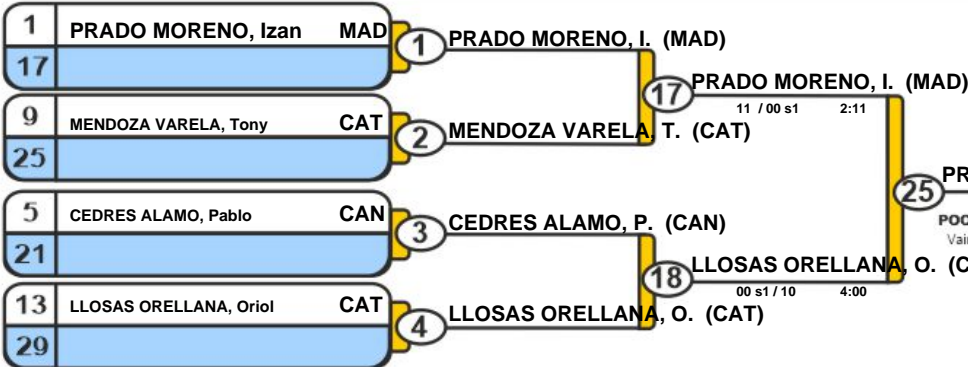 1 PRADO MORENO, Izan MAD
17
9 MENDOZA VARELA, Tony CAT
25
5 CEDRES ALAMO, Pablo CAN
21
13 LLOSAS ORELLANA, Oriol CAT
29
1 PRADO MORENO, I. (MAD)
2 MENDOZA VARELA, T. (CAT)
3 CEDRES ALAMO, P. (CAN)
4 LLOSAS ORELLANA, O. (CAT)
17 PRADO MORENO, I. (MAD)
11 / 00 s1 2:11
18 LLOSAS ORELLANA, O. (C
00 s1 / 10 4:00
25 PR
POO
Vai